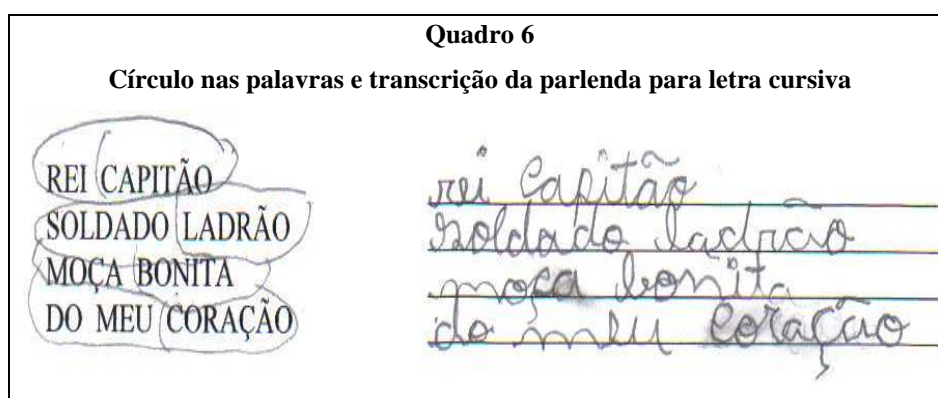 Quadro 6
Círculo nas palavras e transcrição da parlenda para letra cursiva
REI CAPITÃO
SOLDADO LADRÃO
MOÇA BONITA
DO MEU CORAÇÃO
rei capitão
soldado ladrão
moça bonita
do meu coração